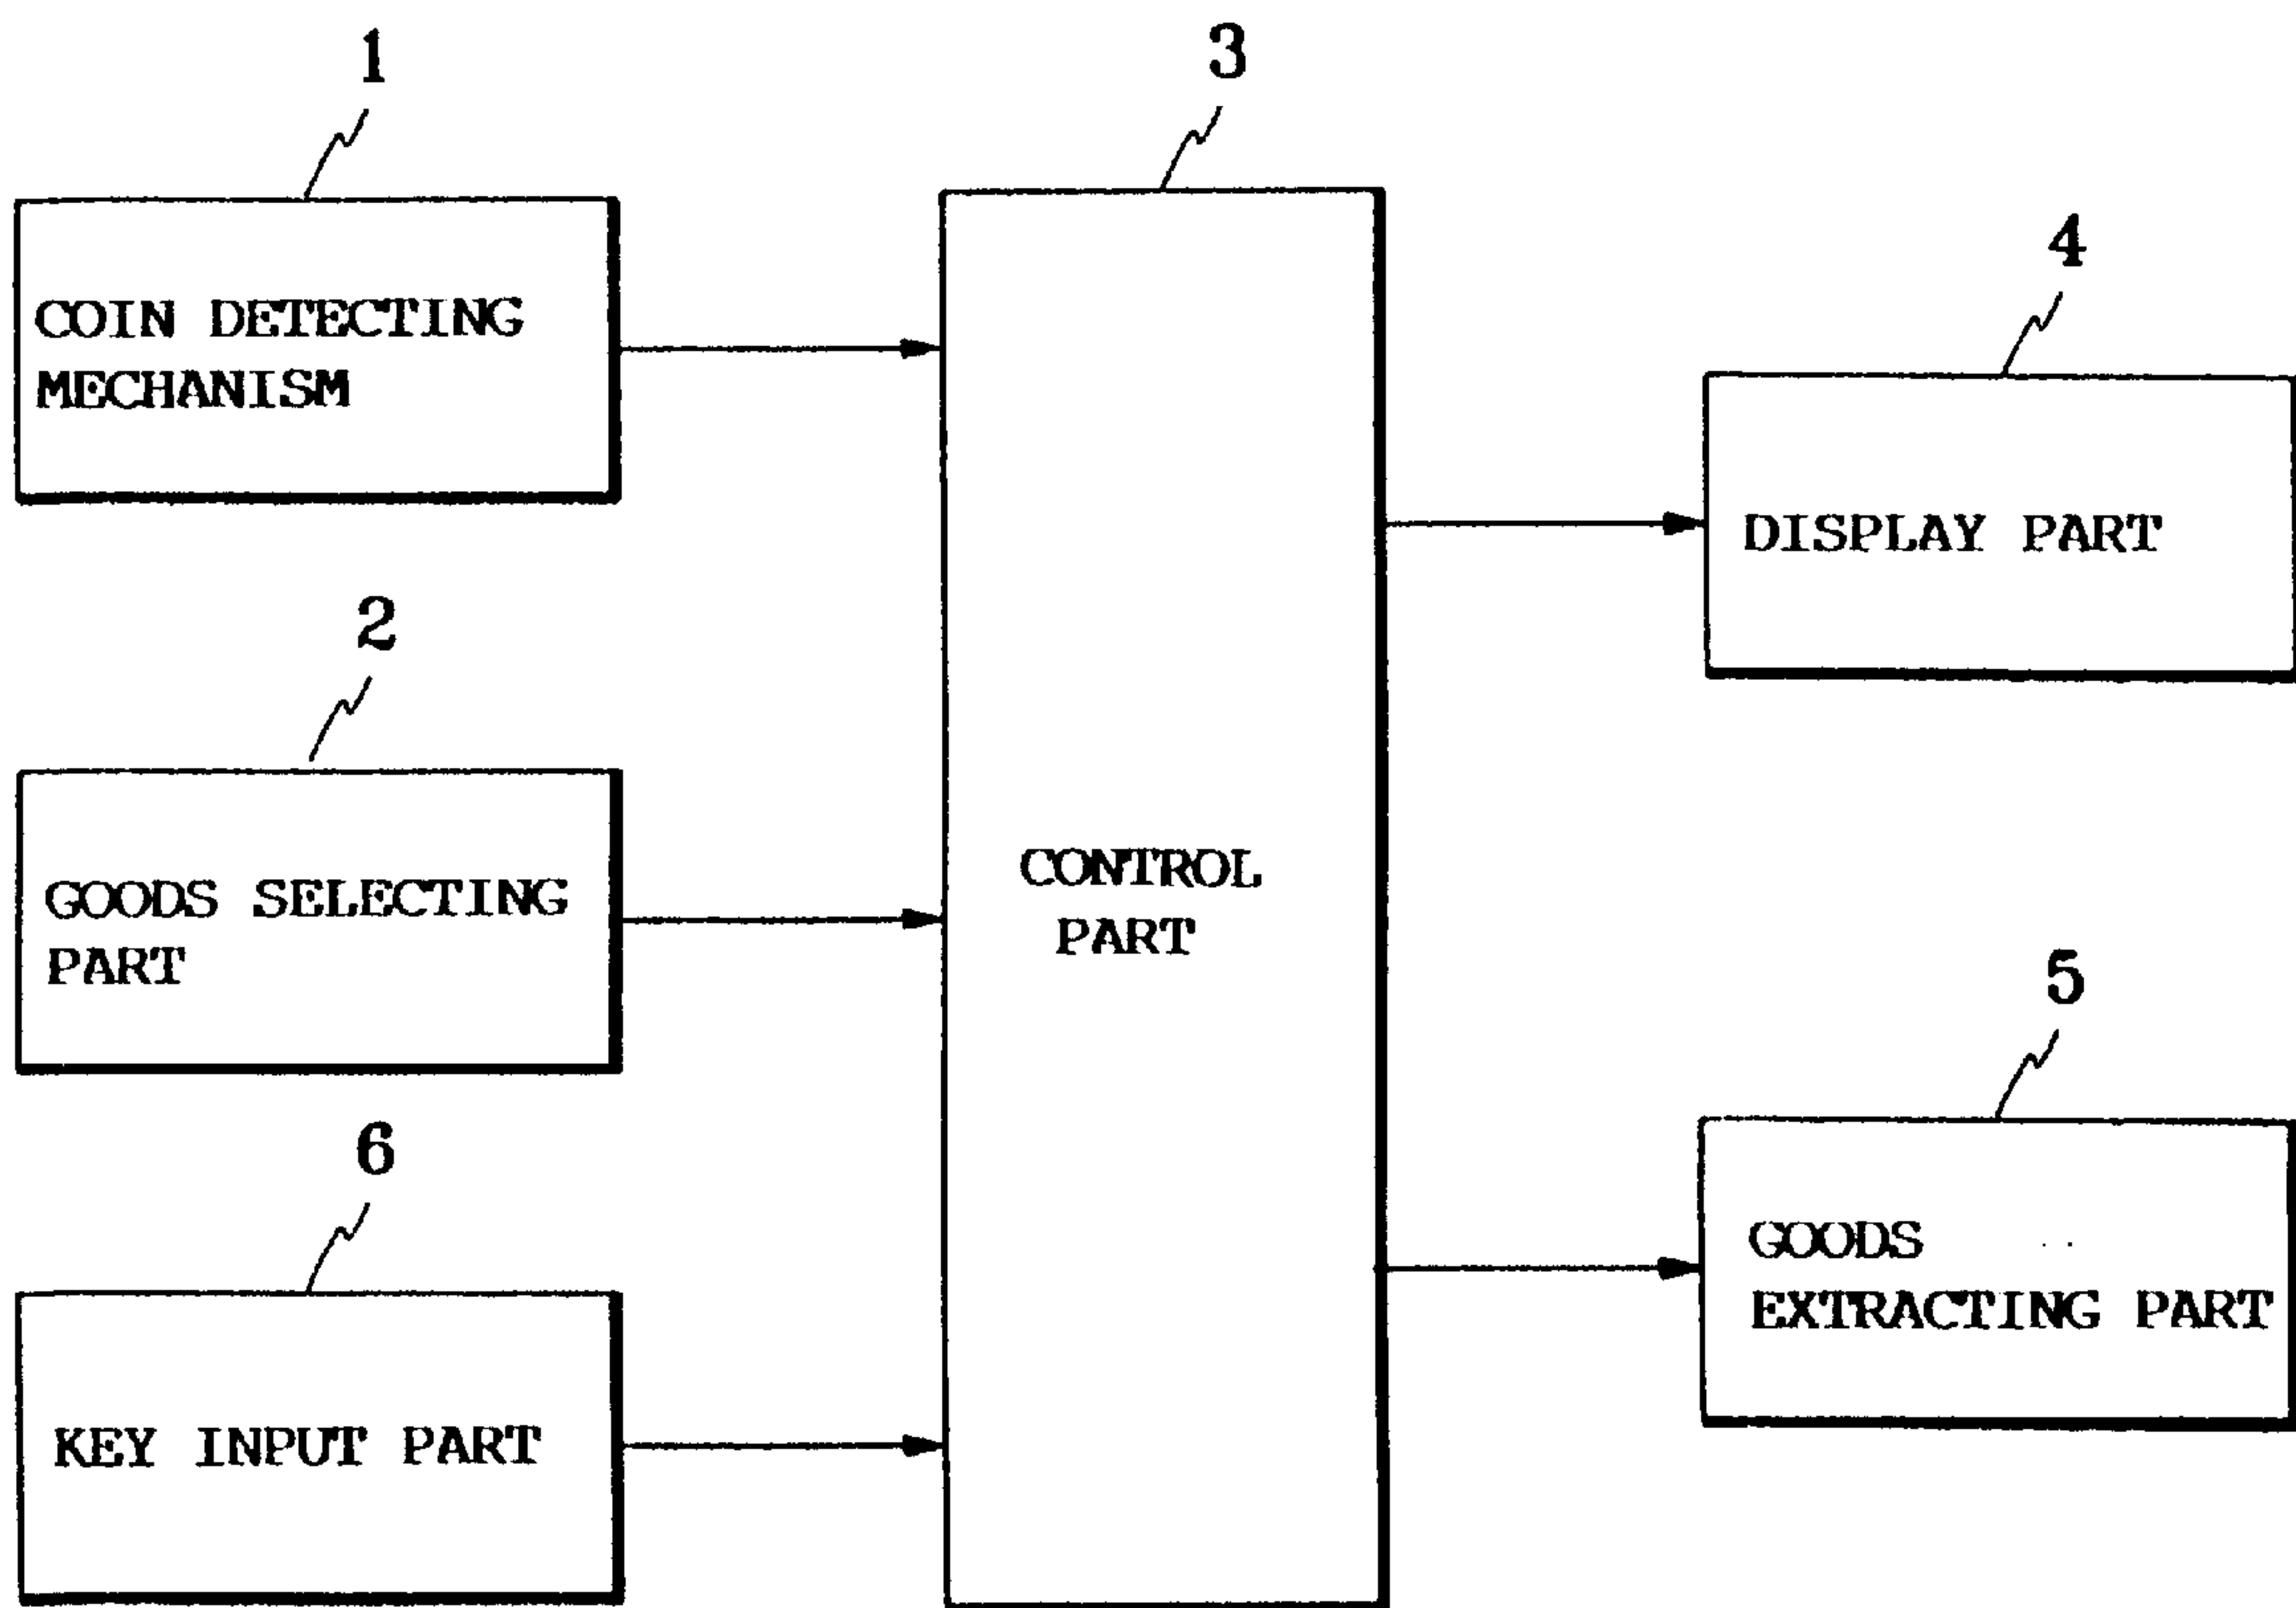 1
COIN DETECTING
MECHANISM
2
GOODS SELECTING
PART
6
KEY INPUT PART
3
CONTROL
PART
4
DISPLAY PART
5
GOODS
EXTRACTING PART